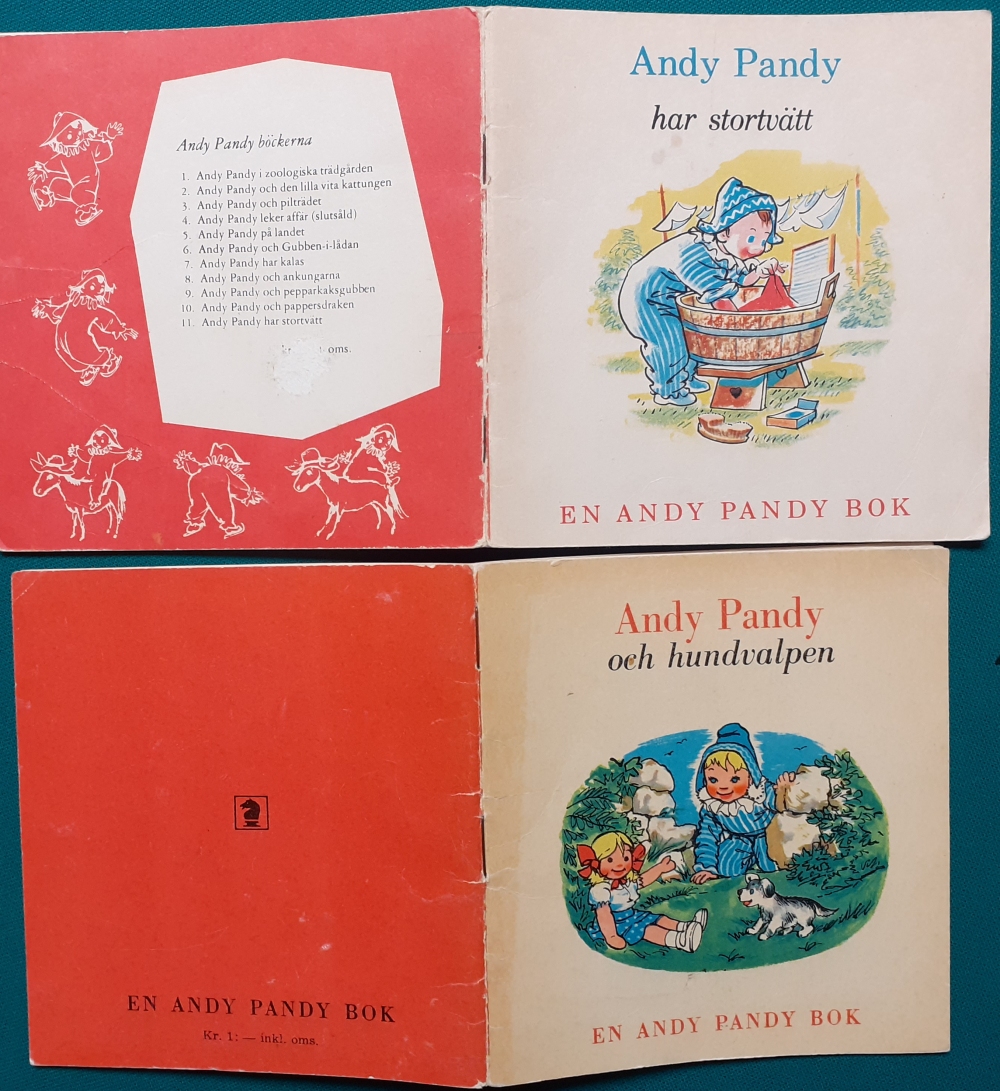 Andy Pandy böckerna
1. Andy Pandy i zoologiska trädgården
2. Andy Pandy och den lilla vita kattungen
3. Andy Pandy och pilträdet
4. Andy Pandy leker affär (slutsåld)
5. Andy Pandy på landet
6. Andy Pandy och Gubben-i-lådan
7. Andy Pandy har kalas
8. Andy Pandy och ankungarna
9. Andy Pandy och pepparkaksgubben
10. Andy Pandy och pappersdraken
11. Andy Pandy har stortvätt
oms.
Andy Pandy
har stortvätt
EN ANDY PANDY BOK
EN ANDY PANDY BOK
Kr. 1: — inkl. oms.
Andy Pandy
och hundvalpen
EN ANDY PANDY BOK